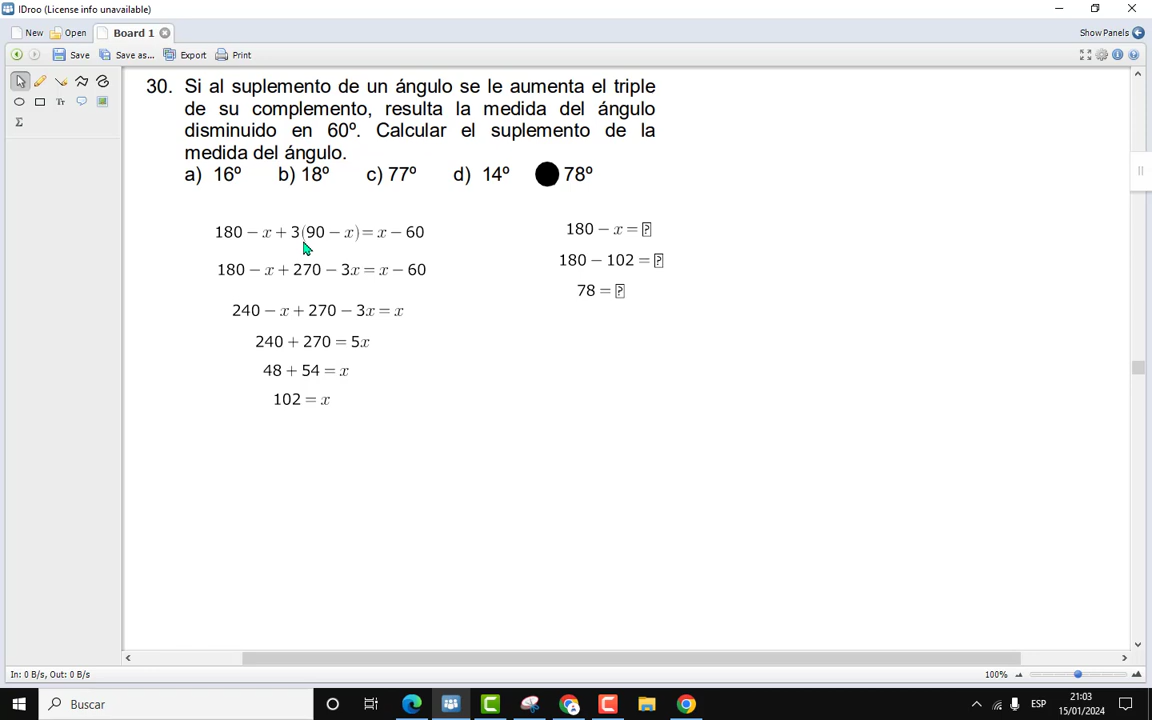 IDroo (License info unavailable)
New Open Board 1 Show Panels
Save Save as... Export Print
Tr
Σ
30. Si al suplemento de un ángulo se le aumenta el triple
de su complemento, resulta la medida del ángulo
disminuido en 60º. Calcular el suplemento de la
medida del ángulo.
a) 16º b) 18º c) 77º d) 14º 78º
180 − x + 3(90 − x) = x − 60
180 − x + 270 − 3x = x − 60
240 − x + 270 − 3x = x
240 + 270 = 5x
48 + 54 = x
102 = x
180 − x = ?
180 − 102 = ?
78 = ?
In: 0 B/s, Out: 0 B/s 100%
Buscar ESP 21:03
15/01/2024